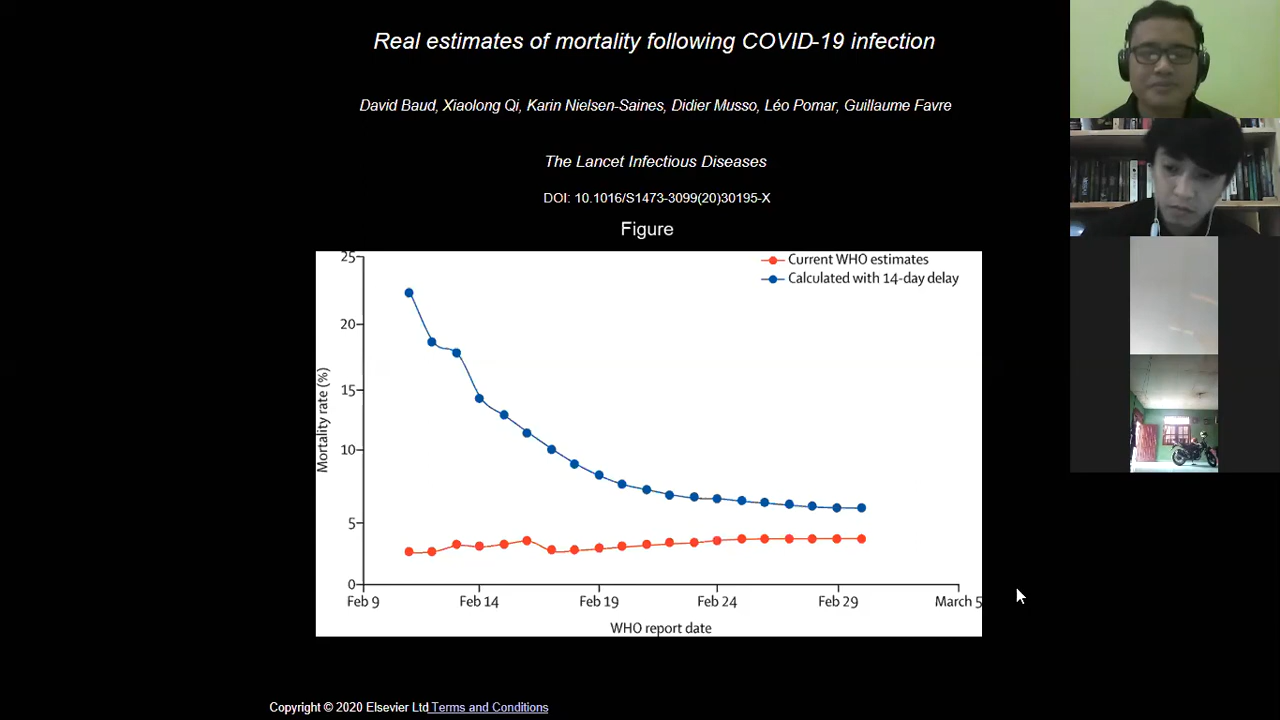 Real estimates of mortality following COVID-19 infection
David Baud, Xiaolong Qi, Karin Nielsen-Saines, Didier Musso, Léo Pomar, Guillaume Favre
The Lancet Infectious Diseases
DOI: 10.1016/S1473-3099(20)30195-X
Figure
Current WHO estimates
Calculated with 14-day delay
Mortality rate (%)
25
20
15
10
5
0
Feb 9 Feb 14 Feb 19 Feb 24 Feb 29 March 5
WHO report date
Copyright © 2020 Elsevier Ltd Terms and Conditions